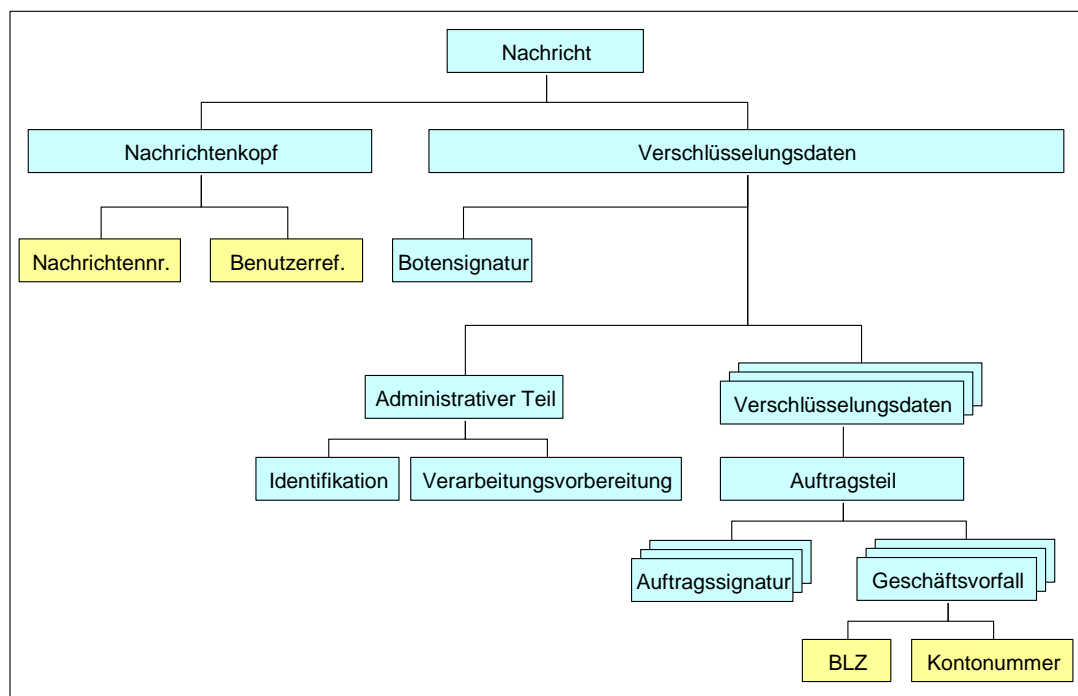 Nachricht
Nachrichtenkopf
Verschlüsselungsdaten
Nachrichtennr.
Benutzerref.
Botensignatur
Administrativer Teil
Verschlüsselungsdaten
Identifikation
Verarbeitungsvorbereitung
Auftragsteil
Auftragssignatur
Geschäftsvorfall
BLZ
Kontonummer